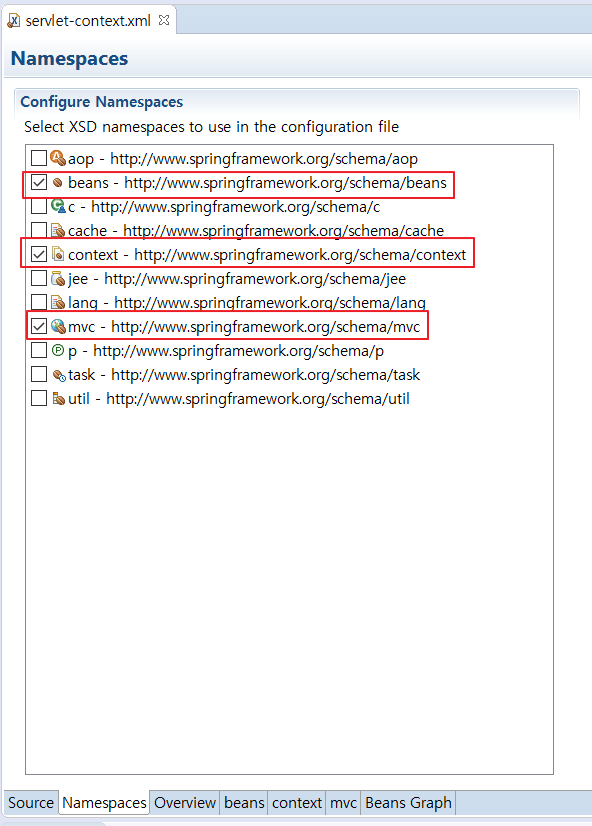 servlet-context.xml
Namespaces
Configure Namespaces
Select XSD namespaces to use in the configuration file
aop - http://www.springframework.org/schema/aop
beans - http://www.springframework.org/schema/beans
c - http://www.springframework.org/schema/c
cache - http://www.springframework.org/schema/cache
context - http://www.springframework.org/schema/context
jee - http://www.springframework.org/schema/jee
lang - http://www.springframework.org/schema/lang
mvc - http://www.springframework.org/schema/mvc
p - http://www.springframework.org/schema/p
task - http://www.springframework.org/schema/task
util - http://www.springframework.org/schema/util
Source Namespaces Overview beans context mvc Beans Graph